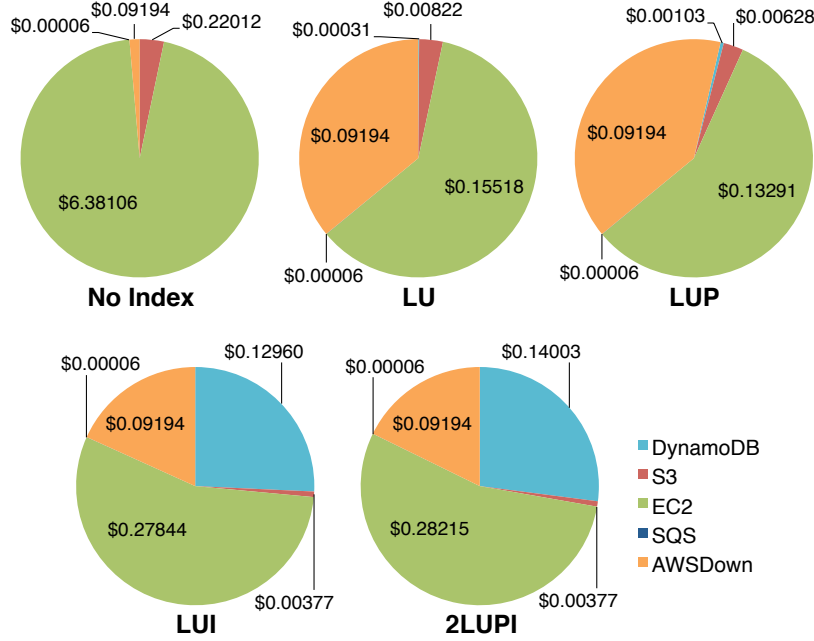 $0.09194
$0.00006
$0.22012
$6.38106
No Index
$0.00822
$0.00031
$0.09194
$0.15518
$0.00006
LU
$0.00103
$0.00628
$0.09194
$0.13291
$0.00006
LUP
$0.12960
$0.00006
$0.09194
$0.27844
$0.00377
LUI
$0.14003
$0.00006
$0.09194
$0.28215
$0.00377
2LUPI
DynamoDB
S3
EC2
SQS
AWSDown